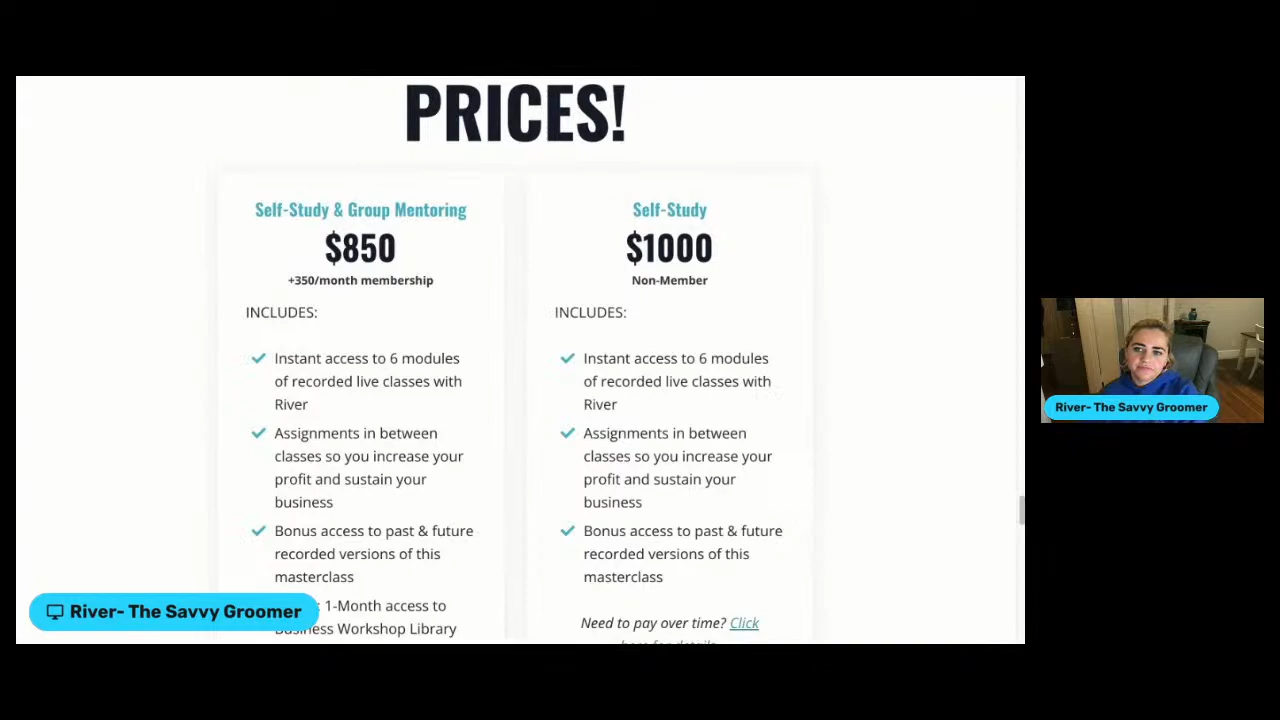 PRICES!
Self-Study & Group Mentoring
$850
+350/month membership
INCLUDES:
Instant access to 6 modules
of recorded live classes with
River
Assignments in between
classes so you increase your
profit and sustain your
business
Bonus access to past & future
recorded versions of this
masterclass
1-Month access to
Business Workshop Library
Self-Study
$1000
Non-Member
INCLUDES:
Instant access to 6 modules
of recorded live classes with
River
Assignments in between
classes so you increase your
profit and sustain your
business
Bonus access to past & future
recorded versions of this
masterclass
Need to pay over time? Click
here for details
River- The Savvy Groomer
River- The Savvy Groomer